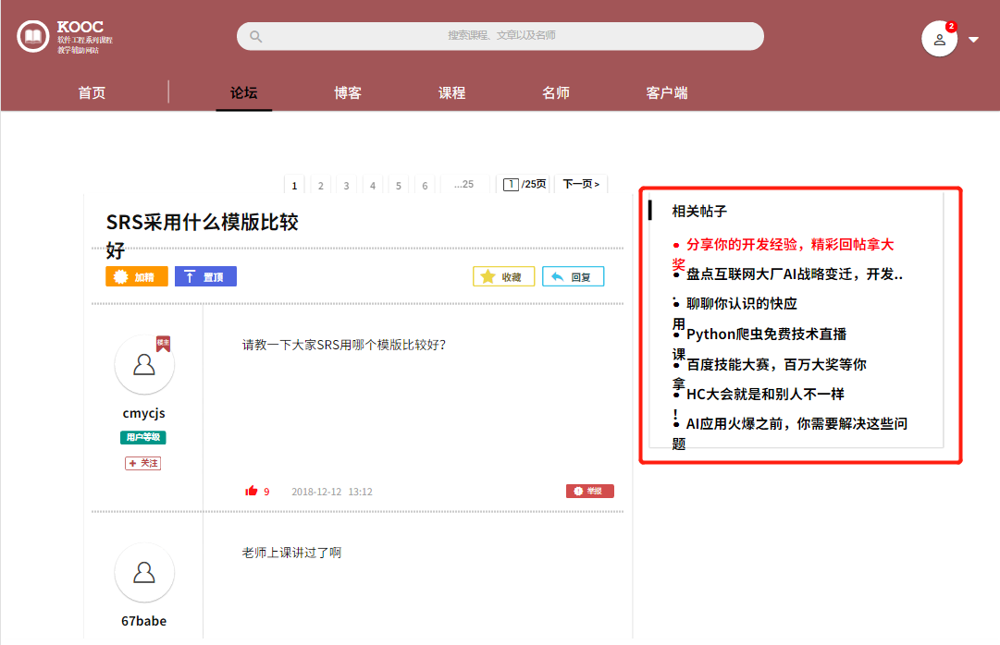 KOOC
软件工程系列课程
教学辅助网站
搜索课程、文章以及名师
2
首页
论坛
博客
课程
名师
客户端
1 2 3 4 5 6 ...25 1 /25页 下一页 >
SRS采用什么模版比较
好
加精
置顶
收藏
回复
楼主
cmycjs
用户等级
+ 关注
请教一下大家SRS用哪个模版比较好?
9
2018-12-12 13:12
举报
67babe
老师上课讲过了啊
相关帖子
• 分享你的开发经验，精彩回帖拿大
奖
• 盘点互联网大厂AI战略变迁，开发..
.
• 聊聊你认识的快应
用
• Python爬虫免费技术直播
课
• 百度技能大赛，百万大奖等你
拿
• HC大会就是和别人不一样
!
• AI应用火爆之前，你需要解决这些问
题